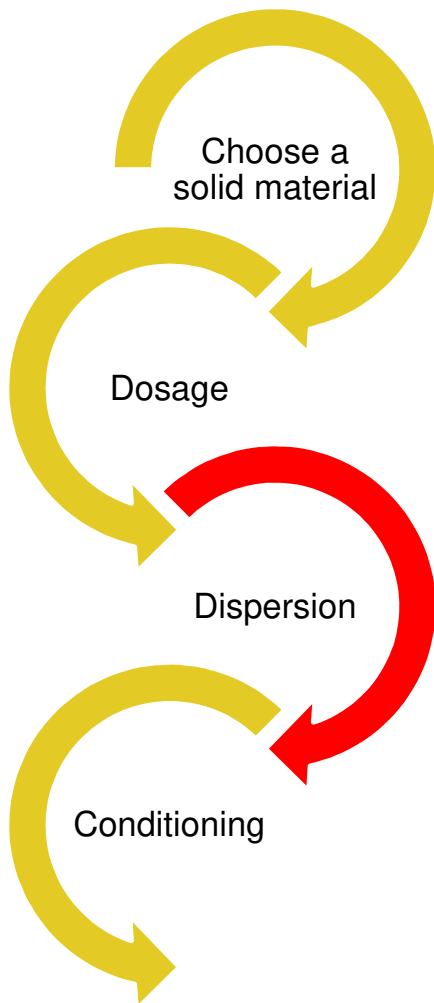 Choose a
solid material
Dosage
Dispersion
Conditioning